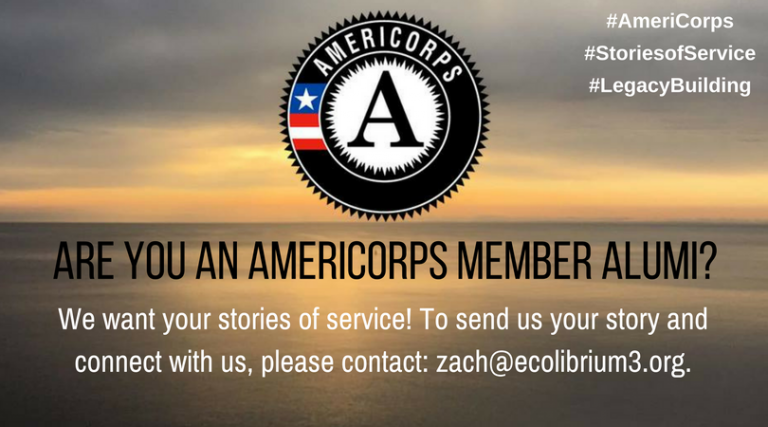 #AmeriCorps
#StoriesofService
#LegacyBuilding
AMERICORPS
A
ARE YOU AN AMERICORPS MEMBER ALUMI?
We want your stories of service! To send us your story and
connect with us, please contact: zach@ecolibrium3.org.